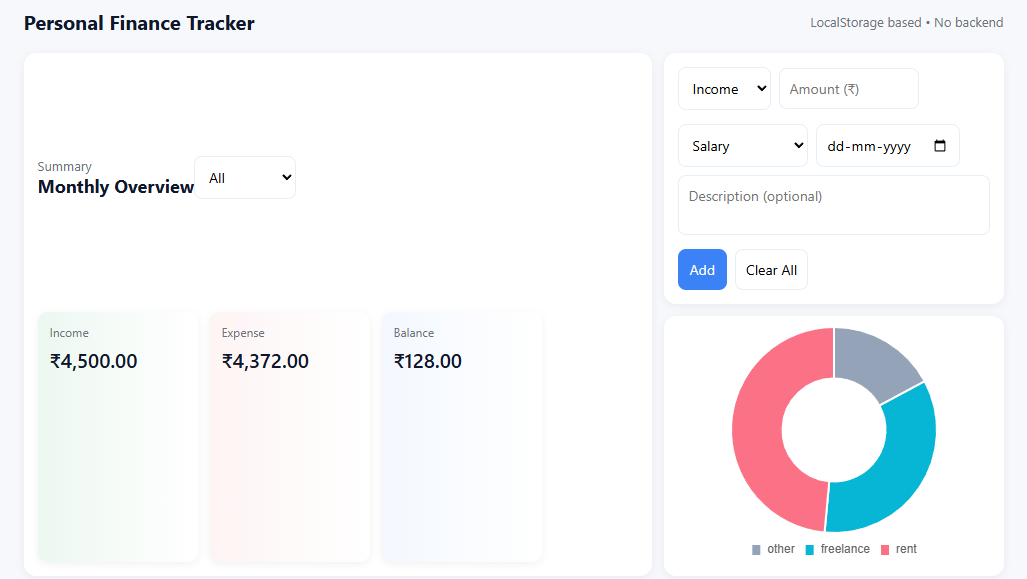 Personal Finance Tracker
LocalStorage based • No backend
Summary
Monthly Overview
All
Income
₹4,500.00
Expense
₹4,372.00
Balance
₹128.00
Income
Amount (₹)
Salary
dd-mm-yyyy
Description (optional)
Add
Clear All
other
freelance
rent